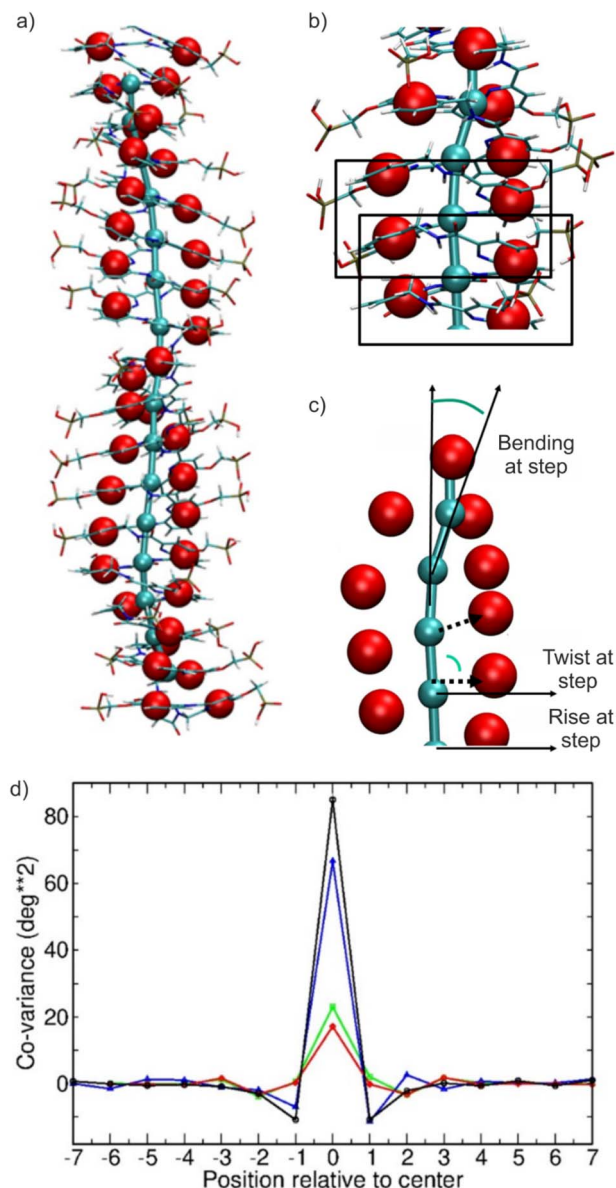 a)
b)
c)
Bending
at step
Twist at
step
Rise at
step
d)
80
60
40
20
0
Co-variance (deg**2)
-7 -6 -5 -4 -3 -2 -1 0 1 2 3 4 5 6 7
Position relative to center